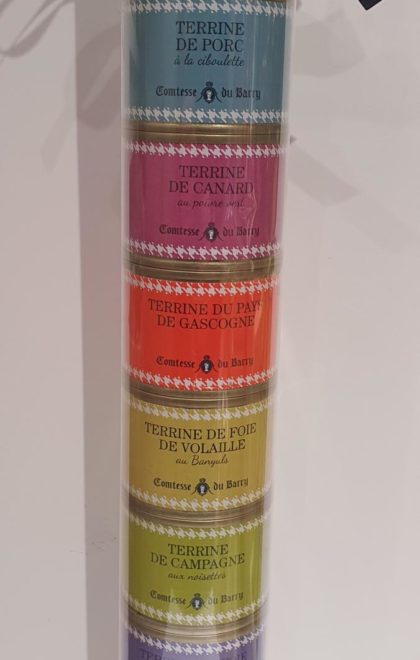 TERRINE
DE PORC
à la ciboulette
Comtesse du Barry
TERRINE
DE CANARD
au poivre vert
Comtesse du Barry
TERRINE DU PAYS
DE GASCOGNE
Comtesse du Barry
TERRINE DE FOIE
DE VOLAILLE
au Banyuls
Comtesse du Barry
TERRINE
DE CAMPAGNE
aux noisettes
Comtesse du Barry